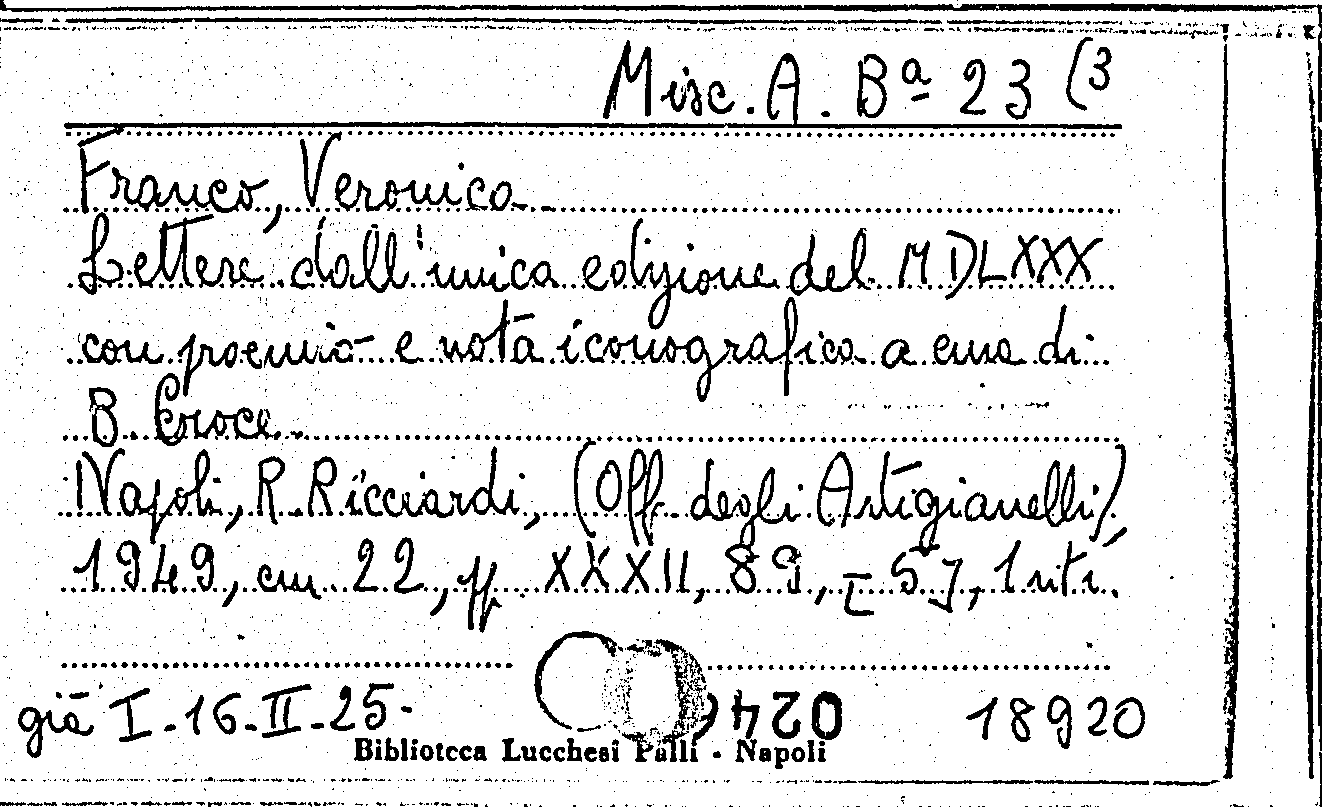 Misc. A. Bª 23 (3
Franco, Veronica
Lettere dall'unica edizione del MDLXXX
con proemio e nota iconografica a cura di
B. Croce.
Napoli, R. Ricciardi, (Off. degli Artigianelli),
1949, cm. 22, pp. XXXII, 89, [5], 1 rit.
già I-16-II-25-
18920
Biblioteca Lucchesi Palli - Napoli